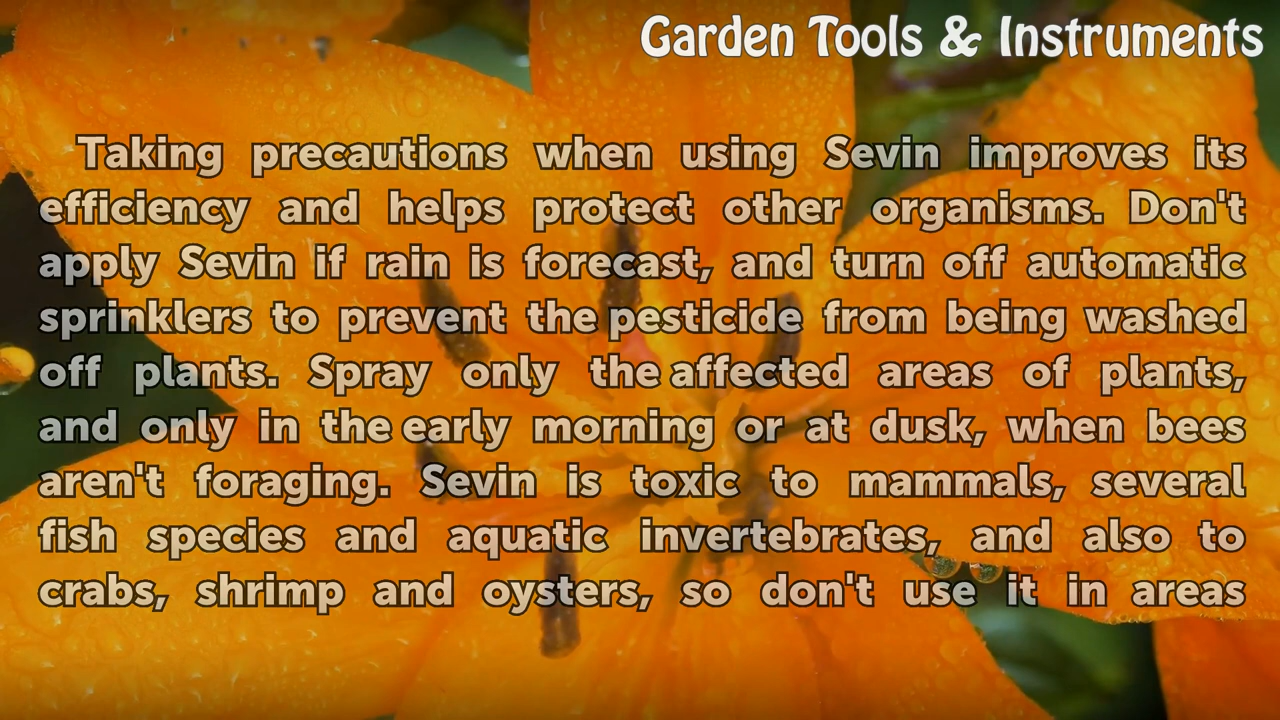 Garden Tools & Instruments
Taking precautions when using Sevin improves its
efficiency and helps protect other organisms. Don't
apply Sevin if rain is forecast, and turn off automatic
sprinklers to prevent the pesticide from being washed
off plants. Spray only the affected areas of plants,
and only in the early morning or at dusk, when bees
aren't foraging. Sevin is toxic to mammals, several
fish species and aquatic invertebrates, and also to
crabs, shrimp and oysters, so don't use it in areas